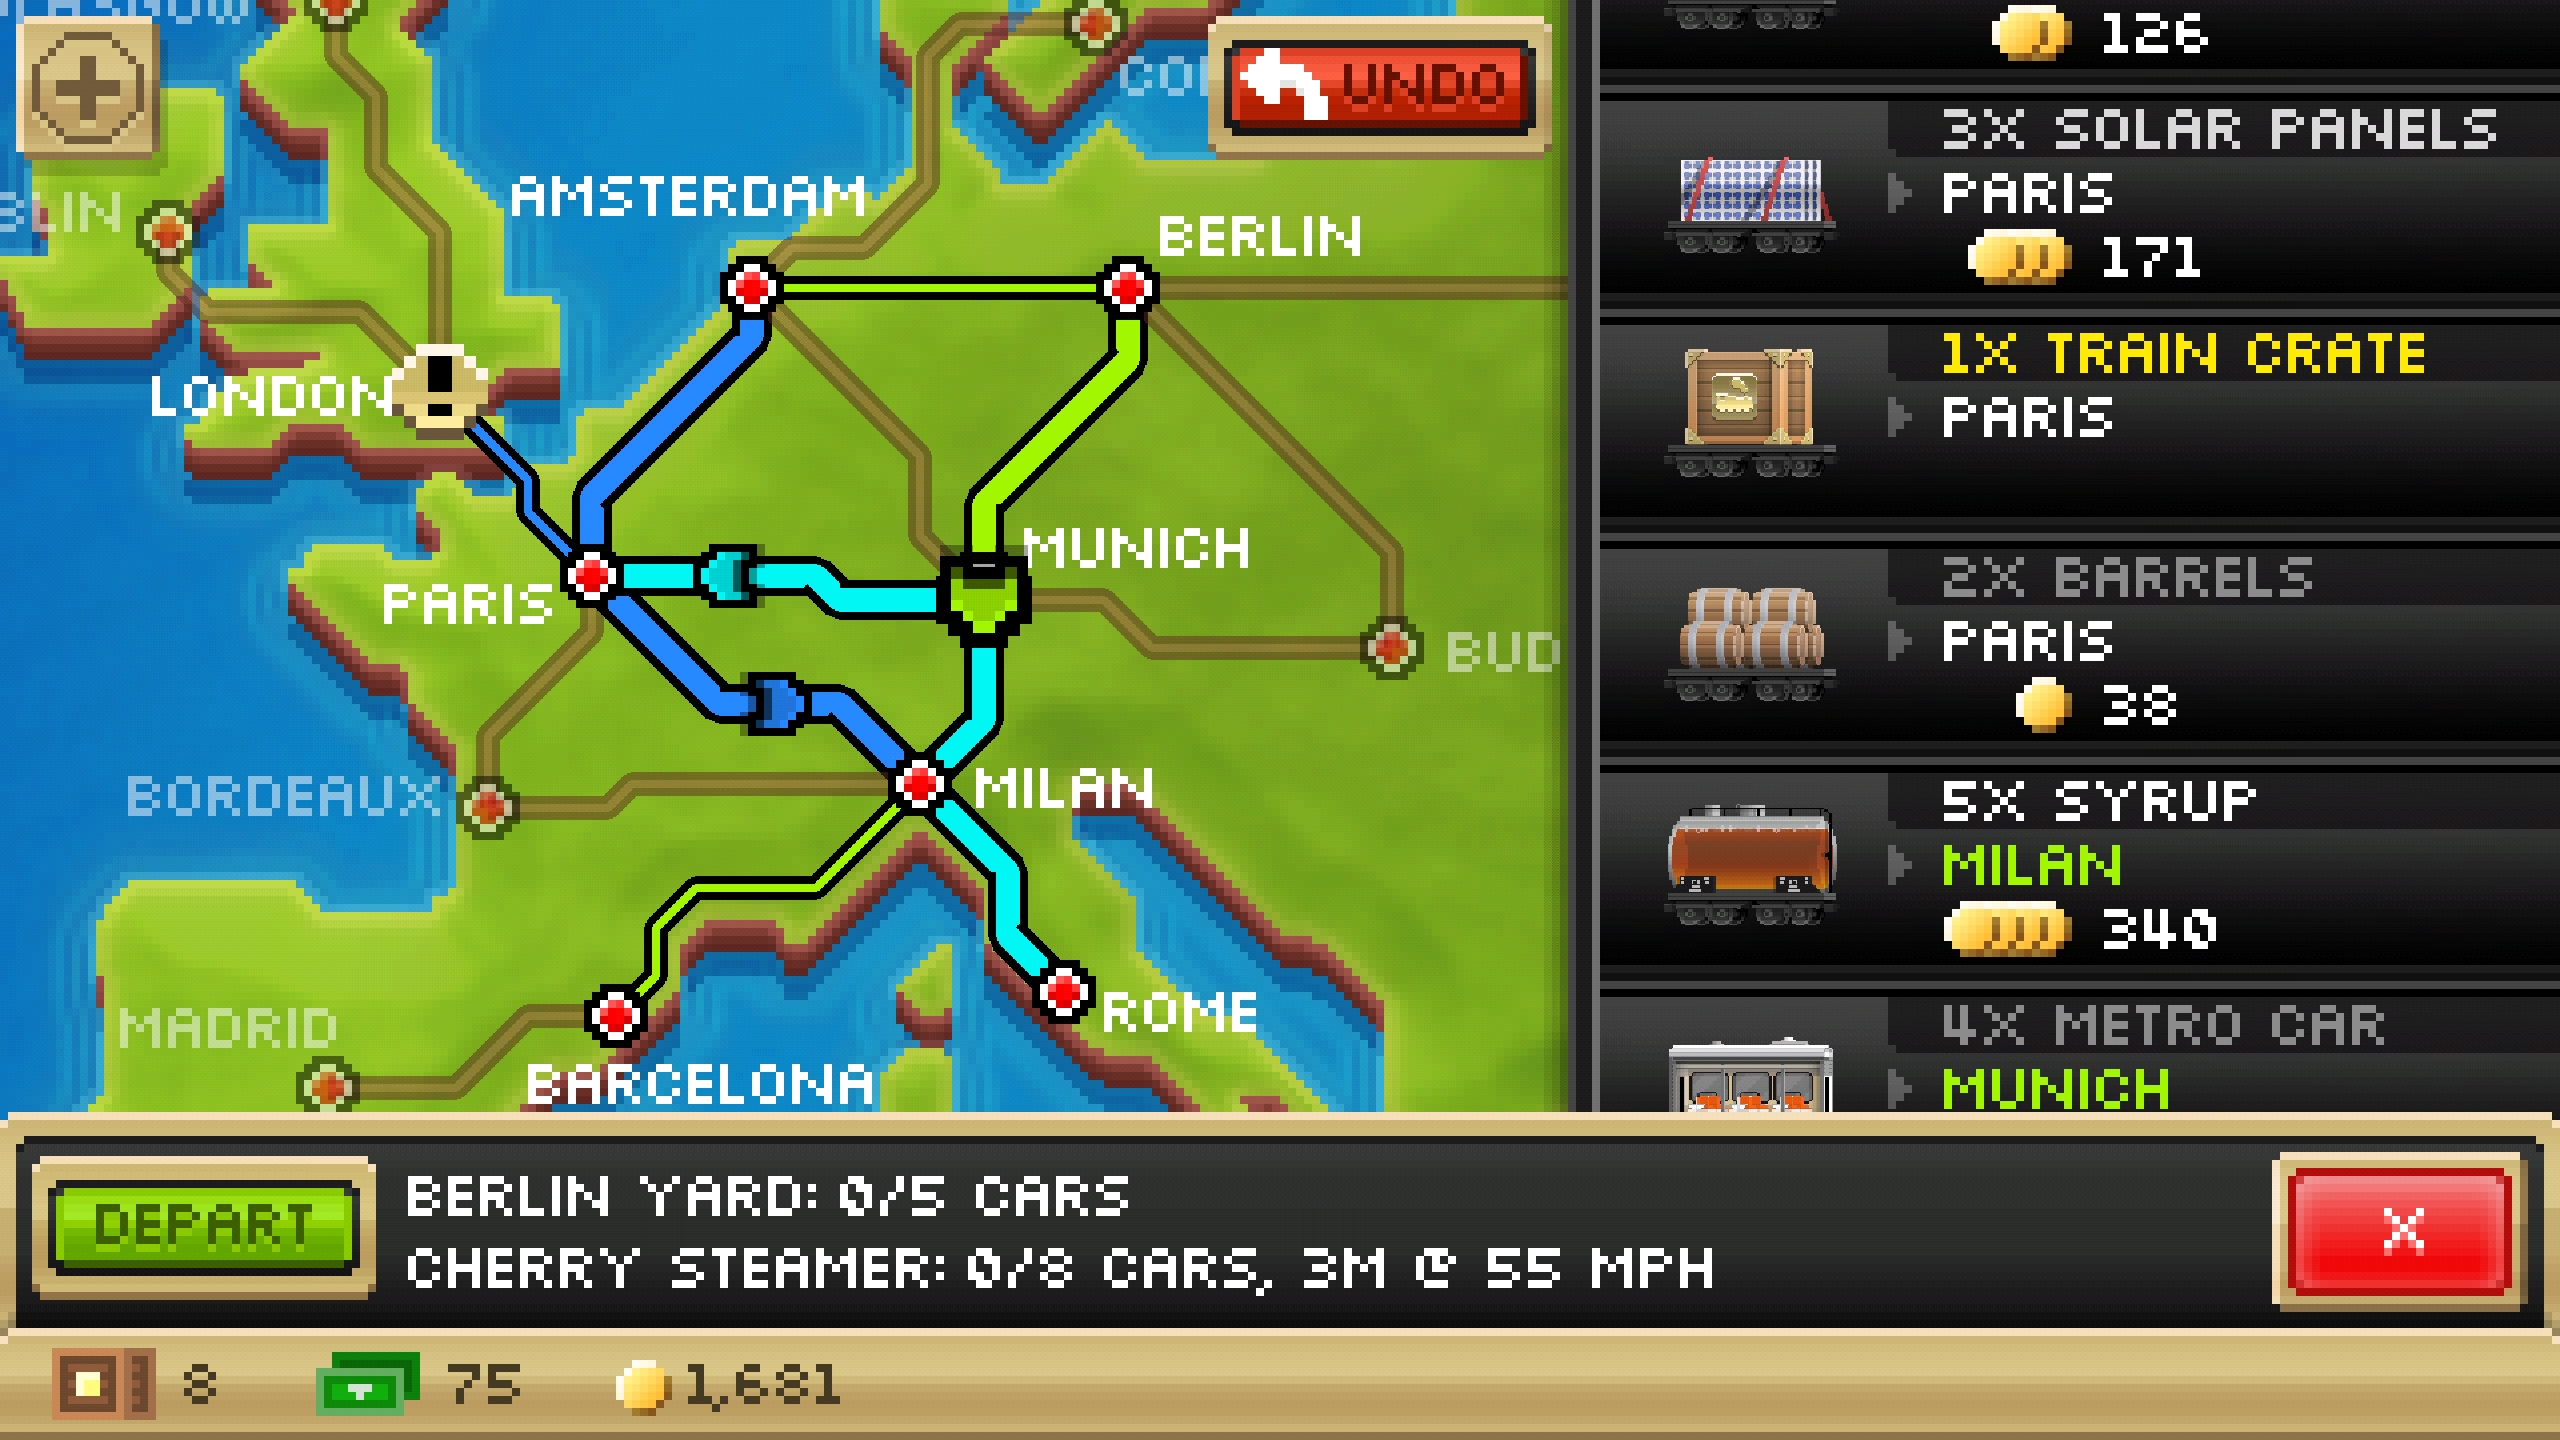 GLASGOW
UNDO
AMSTERDAM
BERLIN
BLIN
LONDON
MUNICH
PARIS
BUD
BORDEAUX
MILAN
MADRID
ROME
BARCELONA
126
3X SOLAR PANELS
PARIS
171
1X TRAIN CRATE
PARIS
2X BARRELS
PARIS
38
5X SYRUP
MILAN
340
4X METRO CAR
MUNICH
DEPART
BERLIN YARD: 0/5 CARS
CHERRY STEAMER: 0/8 CARS, 3M @ 55 MPH
X
8
75
1,681